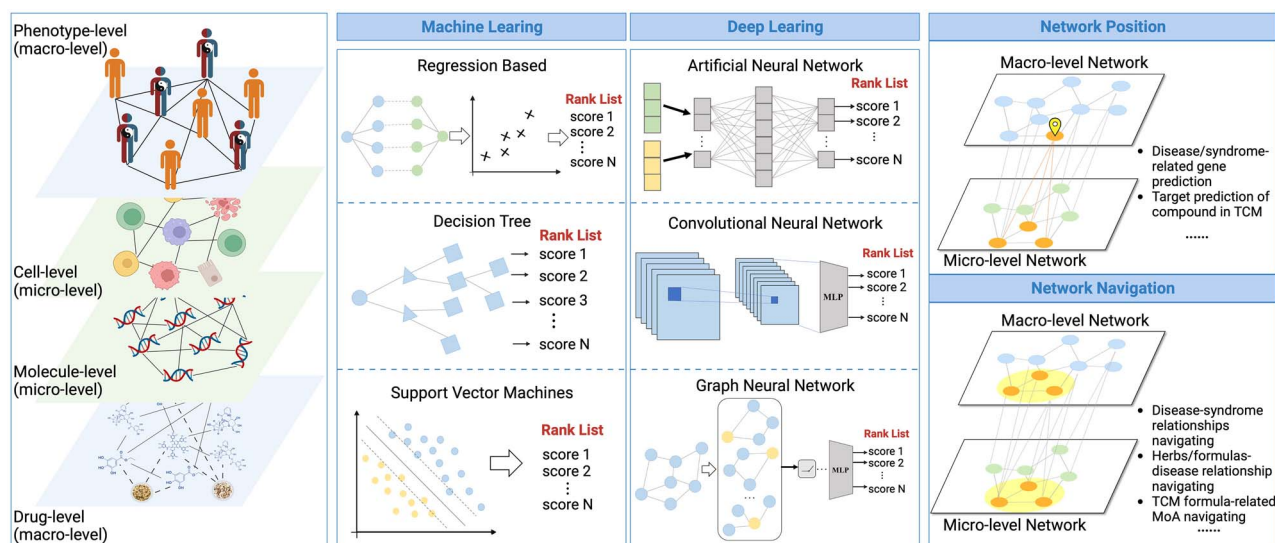 Phenotype-level
(macro-level)
Cell-level
(micro-level)
Molecule-level
(micro-level)
Drug-level
(macro-level)
Machine Learing
Regression Based
Rank List
score 1
score 2
score N
Decision Tree
Rank List
score 1
score 2
score 3
score N
Support Vector Machines
Rank List
score 1
score 2
score N
Deep Learing
Artificial Neural Network
Rank List
score 1
score 2
score N
Convolutional Neural Network
Rank List
score 1
score 2
score N
MLP
Graph Neural Network
Rank List
score 1
score 2
score N
MLP
Network Position
Macro-level Network
• Disease/syndrome-
related gene
prediction
• Target prediction of
compound in TCM
......
Micro-level Network
Network Navigation
Macro-level Network
• Disease-syndrome
relationships
navigating
• Herbs/formulas-
disease relationship
navigating
• TCM formula-related
MoA navigating
......
Micro-level Network